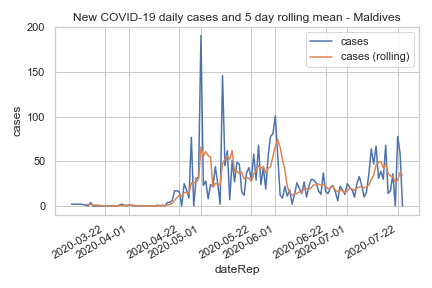 New COVID-19 daily cases and 5 day rolling mean - Maldives
200
150
100
50
0
cases
cases
cases (rolling)
2020-03-22
2020-04-01
2020-04-22
2020-05-01
2020-05-22
2020-06-01
2020-06-22
2020-07-01
2020-07-22
dateRep